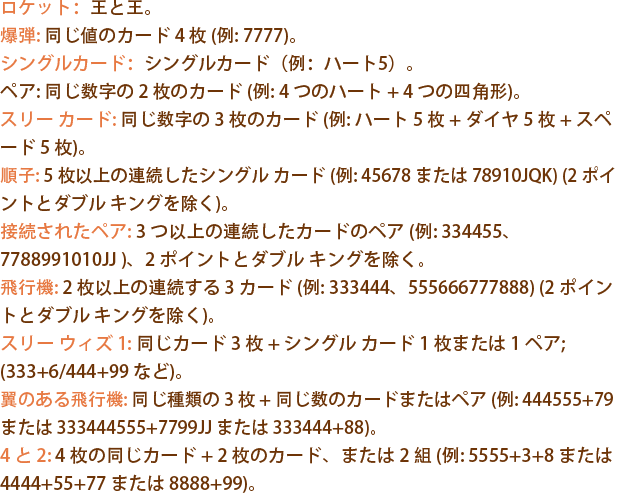 ロケット：王と王。
爆弾: 同じ値のカード 4 枚 (例: 7777)。
シングルカード：シングルカード（例：ハート5）。
ペア: 同じ数字の 2 枚のカード (例: 4 つのハート + 4 つの四角形)。
スリー カード: 同じ数字の 3 枚のカード (例: ハート 5 枚 + ダイヤ 5 枚 + スペ
ード 5 枚)。
順子: 5 枚以上の連続したシングル カード (例: 45678 または 78910JQK) (2 ポイ
ントとダブル キングを除く)。
接続されたペア: 3 つ以上の連続したカードのペア (例: 334455、
7788991010JJ )、2 ポイントとダブル キングを除く。
飛行機: 2 枚以上の連続する 3 カード (例: 333444、555666777888) (2 ポイン
トとダブル キングを除く)。
スリー ウィズ 1: 同じカード 3 枚 + シングル カード 1 枚または 1 ペア;
(333+6/444+99 など)。
翼のある飛行機: 同じ種類の 3 枚 + 同じ数のカードまたはペア (例: 444555+79
または 333444555+7799JJ または 333444+88)。
4 と 2: 4 枚の同じカード + 2 枚のカード、または 2 組 (例: 5555+3+8 または
4444+55+77 または 8888+99)。